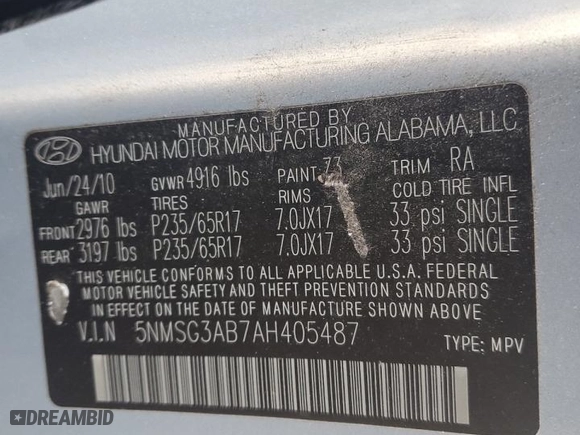 MANUFACTURED BY
HYUNDAI MOTOR MANUFACTURING ALABAMA, LLC
Jun/24/10 GVWR 4916 lbs PAINT TRIM RA
GAWR TIRES RIMS COLD TIRE INFL
FRONT 2976 lbs P235/65R17 7.0JX17 33 psi SINGLE
REAR 3197 lbs P235/65R17 7.0JX17 33 psi SINGLE
THIS VEHICLE CONFORMS TO ALL APPLICABLE U.S.A. FEDERAL
MOTOR VEHICLE SAFETY AND THEFT PREVENTION STANDARDS
IN EFFECT ON THE DATE OF MANUFACTURE SHOWN ABOVE
V.I.N 5NMSG3AB7AH405487 TYPE: MPV
DREAMBID